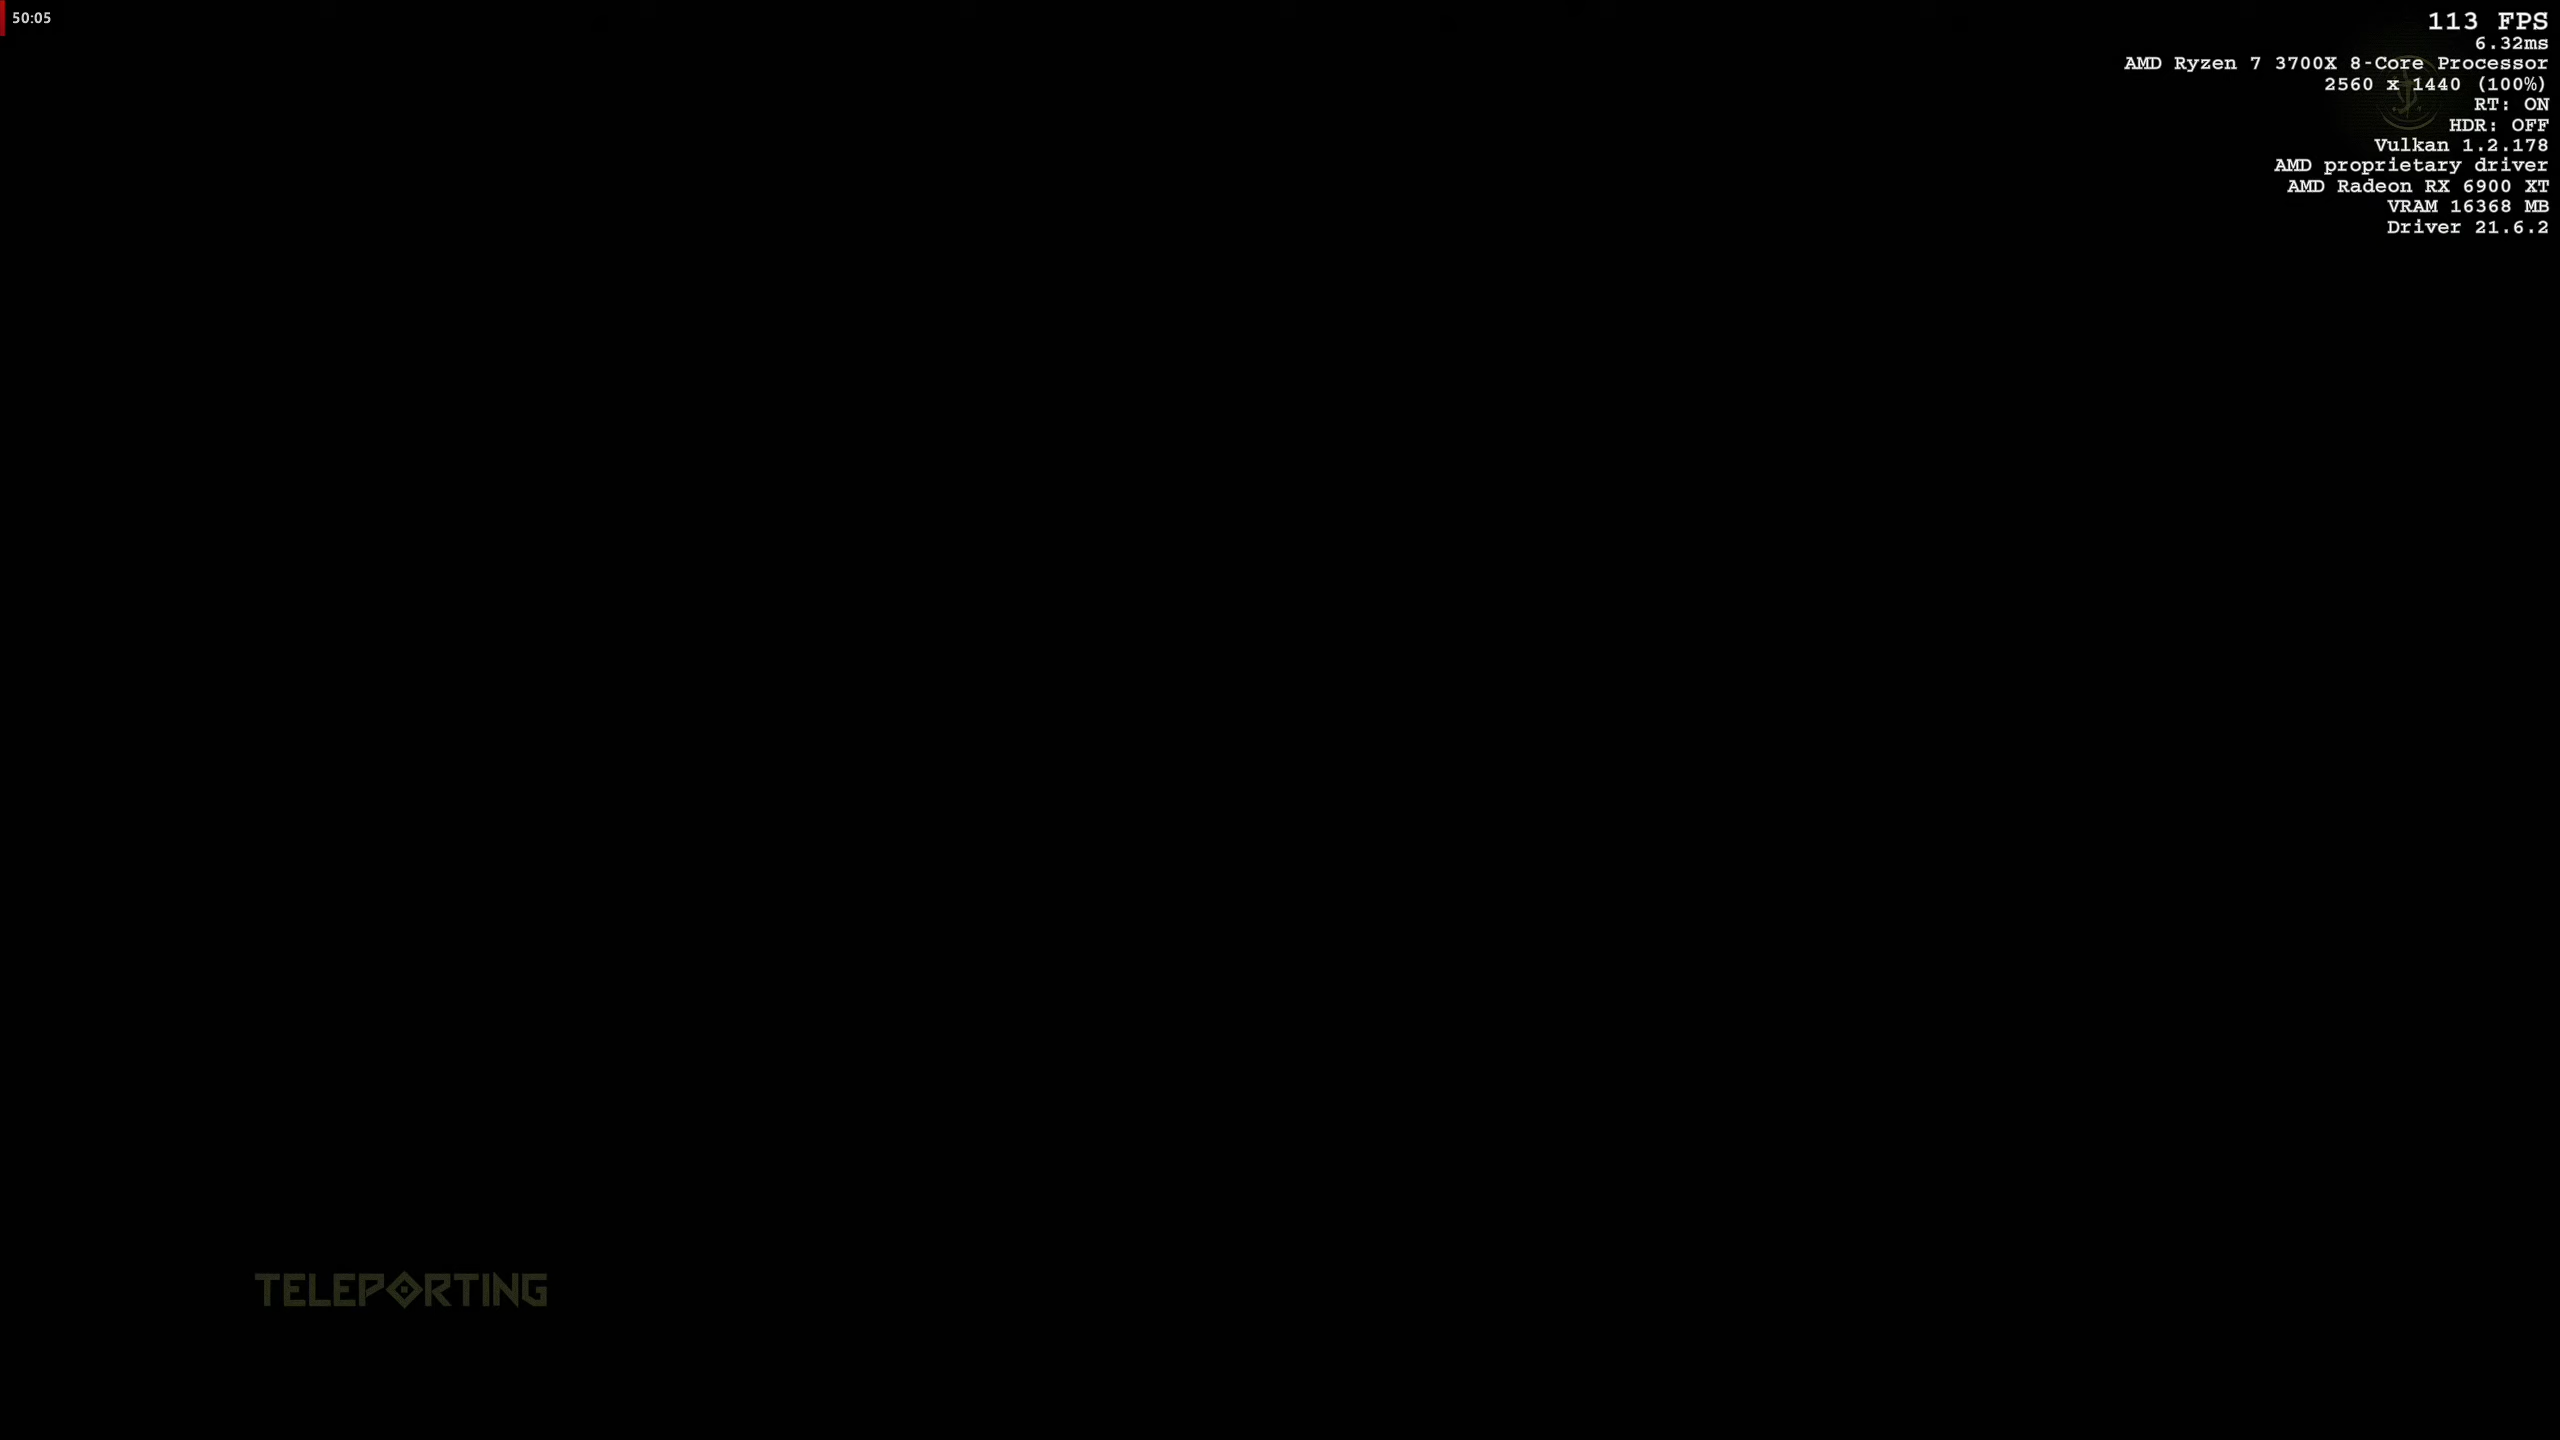 50:05
113 FPS
6.32ms
AMD Ryzen 7 3700X 8-Core Processor
2560 x 1440 (100%)
RT: ON
HDR: OFF
Vulkan 1.2.178
AMD proprietary driver
AMD Radeon RX 6900 XT
VRAM 16368 MB
Driver 21.6.2
TELEPORTING